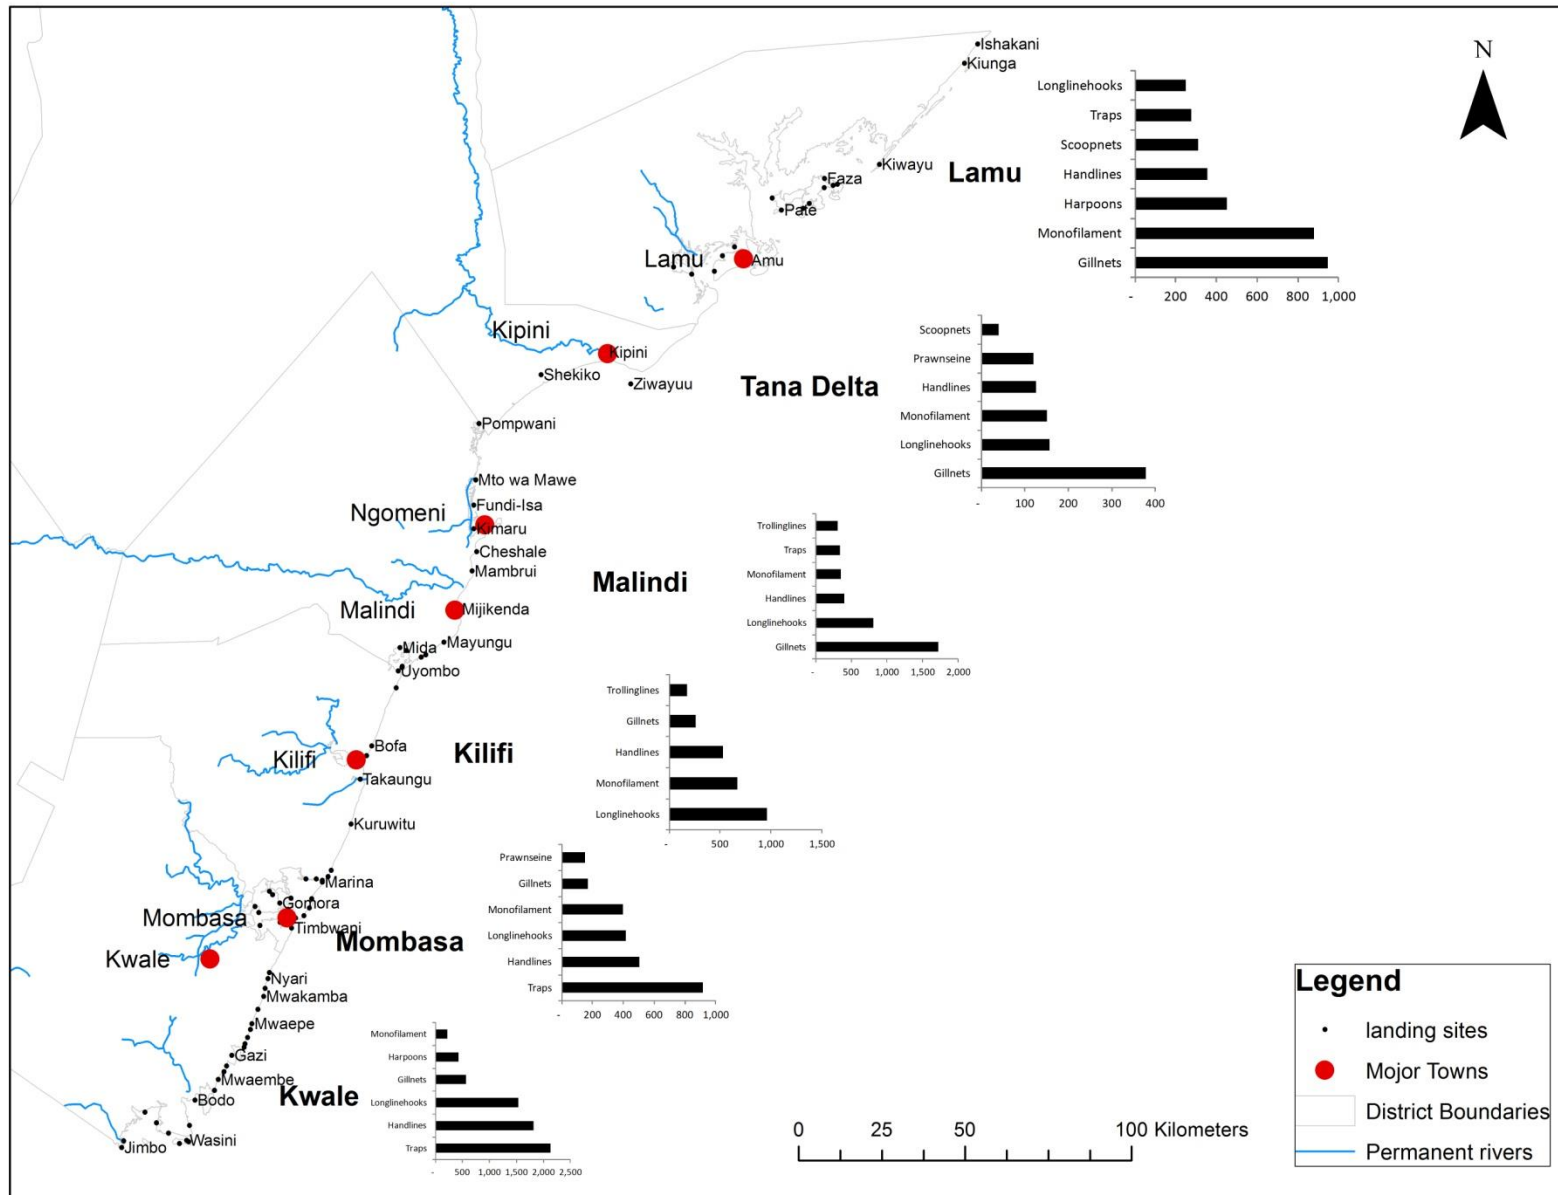 Ishakani
Kiunga
N
Kiwayu
Lamu
Faza
Pate
Lamu
Amu
Longlinehooks
Traps
Scoopnets
Handlines
Harpoons
Monofilament
Gillnets
- 200 400 600 800 1,000
Kipini
Kipini
Shekiko
Ziwayuu
Tana Delta
Pompwani
Scoopnets
Prawnseine
Handlines
Monofilament
Longlinehooks
Gillnets
- 100 200 300 400
Mto wa Mawe
Fundi-Isa
Ngomeni
Kimaru
Cheshale
Mambrui
Malindi
Malindi
Mijikenda
Mayungu
Mida
Uyombo
Trollinglines
Traps
Monofilament
Handlines
Longlinehooks
Gillnets
- 500 1,000 1,500 2,000
Bofa
Kilifi
Kilifi
Takaungu
Kuruwitu
Trollinglines
Gillnets
Handlines
Monofilament
Longlinehooks
- 500 1,000 1,500
Marina
Gomora
Mombasa
Timbwani
Mombasa
Kwale
Prawnseine
Gillnets
Monofilament
Longlinehooks
Handlines
Traps
- 200 400 600 800 1,000
Nyari
Mwakamba
Mwaepe
Gazi
Mwaembe
Bodo
Kwale
Wasini
Jimbo
Monofilament
Harpoons
Gillnets
Longlinehooks
Handlines
Traps
- 500 1,000 1,500 2,000 2,500
0 25 50 100 Kilometers
Legend
landing sites
Mojor Towns
District Boundaries
Permanent rivers